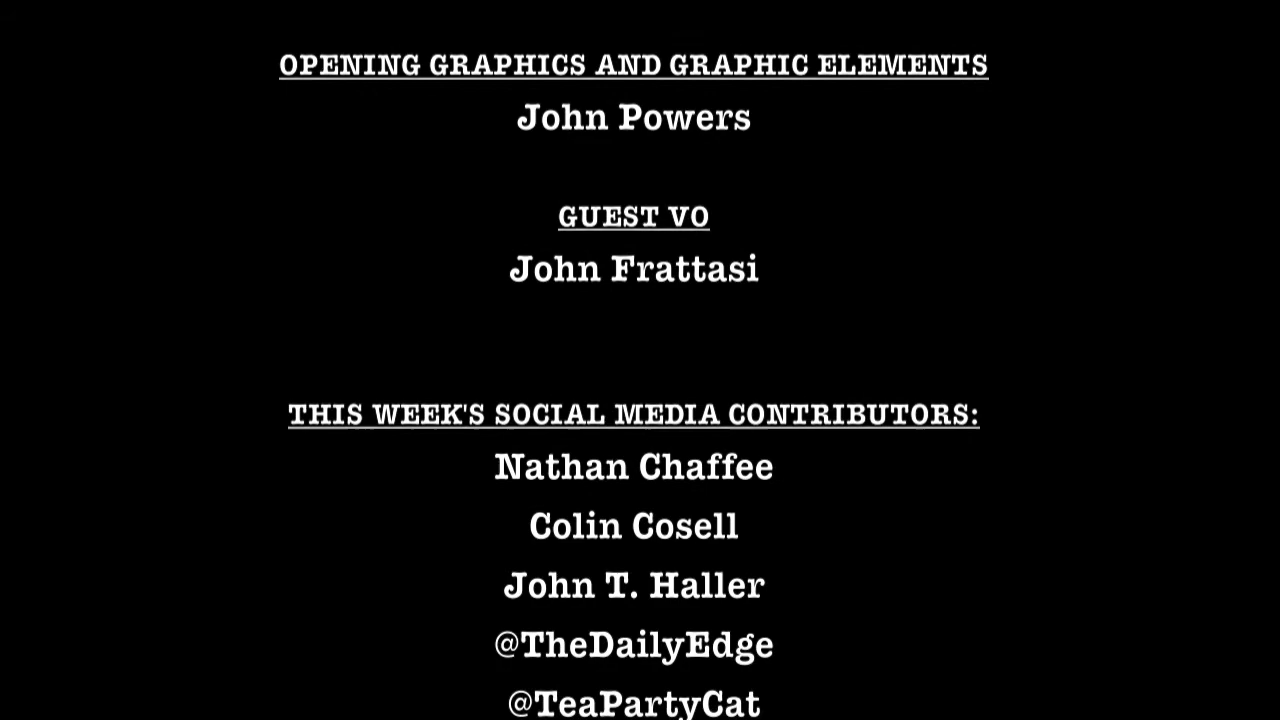 OPENING GRAPHICS AND GRAPHIC ELEMENTS
John Powers
GUEST VO
John Frattasi
THIS WEEK'S SOCIAL MEDIA CONTRIBUTORS:
Nathan Chaffee
Colin Cosell
John T. Haller
@TheDailyEdge
@TeaPartyCat